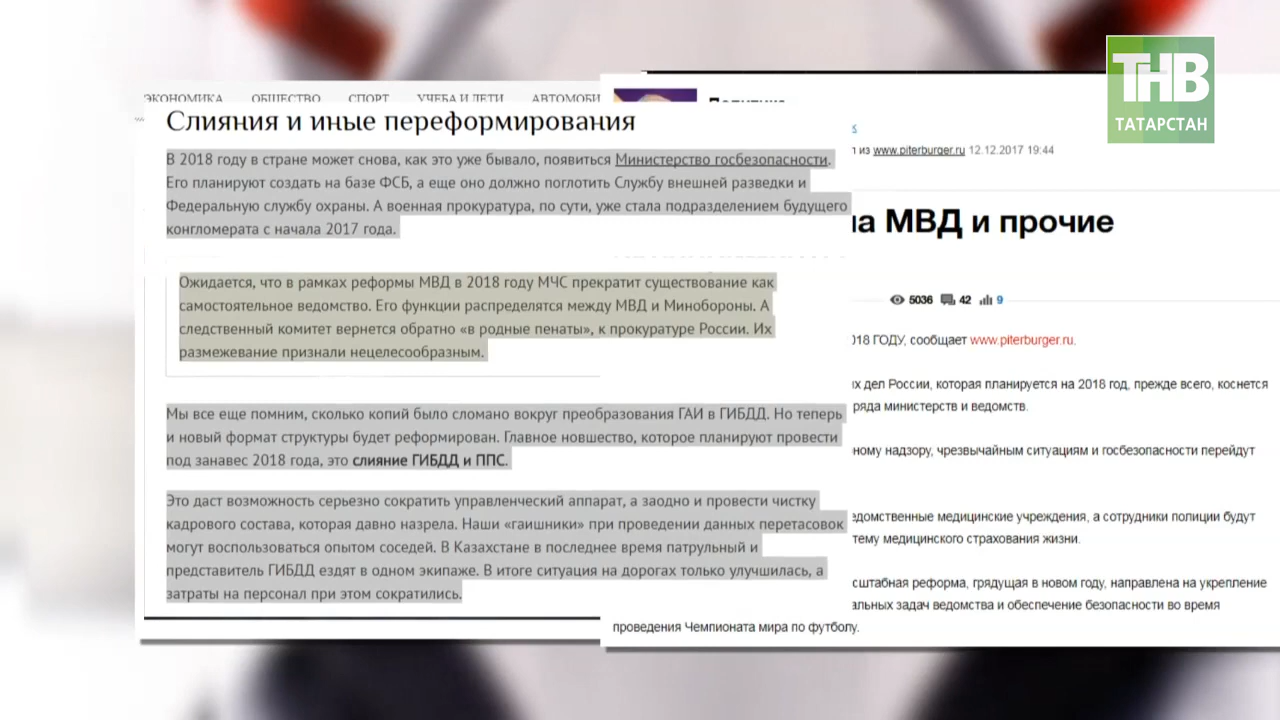 ЭКОНОМИКА ОБЩЕСТВО СПОРТ УЧЕБА И ДЕТИ
Слияния и иные переформирования
В 2018 году в стране может снова, как это уже бывало, появиться Министерство госбезопасности.
Его планируют создать на базе ФСБ, а еще оно должно поглотить Службу внешней разведки и
Федеральную службу охраны. А военная прокуратура, по сути, уже стала подразделением будущего
конгломерата с начала 2017 года.
Ожидается, что в рамках реформы МВД в 2018 году МЧС прекратит существование как
самостоятельное ведомство. Его функции распределятся между МВД и Минобороны. А
следственный комитет вернется обратно «в родные пенаты», к прокуратуре России. Их
размежевание признали нецелесообразным.
Мы все еще помним, сколько копий было сломано вокруг преобразования ГАИ в ГИБДД. Но теперь
и новый формат структуры будет реформирован. Главное новшество, которое планируют провести
под занавес 2018 года, это слияние ГИБДД и ППС.
Это даст возможность серьезно сократить управленческий аппарат, а заодно и провести чистку
кадрового состава, которая давно назрела. Наши «гаишники» при проведении данных перетасовок
могут воспользоваться опытом соседей. В Казахстане в последнее время патрульный и
представитель ГИБДД ездят в одном экипаже. В итоге ситуация на дорогах только улучшилась, а
затраты на персонал при этом сократились.
из www.piterburger.ru 12.12.2017 19:44
МВД и прочие
5036 42 9
018 ГОДУ, сообщает www.piterburger.ru.
х дел России, которая планируется на 2018 год, прежде всего, коснется
ряда министерств и ведомств.
ному надзору, чрезвычайным ситуациям и госбезопасности перейдут
едомственные медицинские учреждения, а сотрудники полиции будут
тему медицинского страхования жизни.
сштабная реформа, грядущая в новом году, направлена на укрепление
альных задач ведомства и обеспечение безопасности во время
проведения Чемпионата мира по футболу.
ТНВ
ТАТАРСТАН